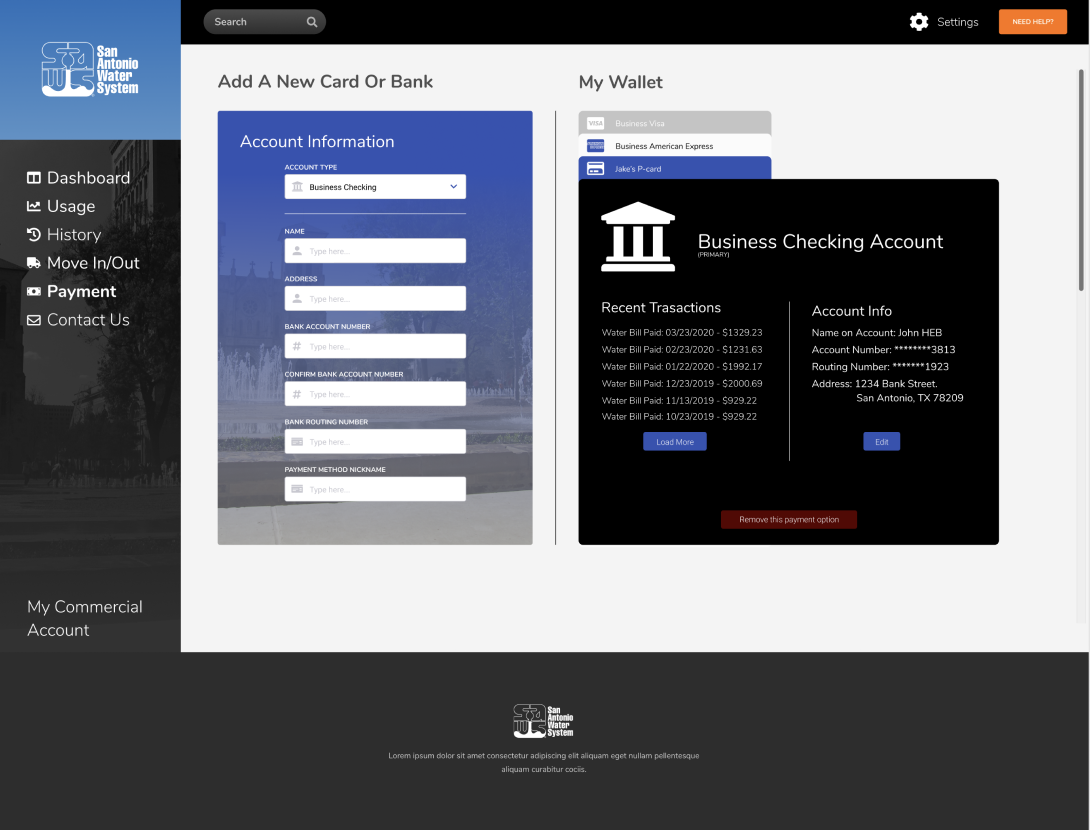 San
Antonio
Water
System
Search
Settings
NEED HELP?
Dashboard
Usage
History
Move In/Out
Payment
Contact Us
My Commercial
Account
Add A New Card Or Bank
Account Information
ACCOUNT TYPE
Business Checking
NAME
Type here...
ADDRESS
Type here...
BANK ACCOUNT NUMBER
Type here...
CONFIRM BANK ACCOUNT NUMBER
Type here...
BANK ROUTING NUMBER
Type here...
PAYMENT METHOD NICKNAME
Type here...
My Wallet
VISA Business Visa
Business American Express
Jake's P-card
Business Checking Account
(PRIMARY)
Recent Trasactions
Water Bill Paid: 03/23/2020 - $1329.23
Water Bill Paid: 02/23/2020 - $1231.63
Water Bill Paid: 01/22/2020 - $1992.17
Water Bill Paid: 12/23/2019 - $2000.69
Water Bill Paid: 11/13/2019 - $929.22
Water Bill Paid: 10/23/2019 - $929.22
Load More
Account Info
Name on Account: John HEB
Account Number: ********3813
Routing Number: *******1923
Address: 1234 Bank Street.
San Antonio, TX 78209
Edit
Remove this payment option
San
Antonio
Water
System
Lorem ipsum dolor sit amet consectetur adipiscing elit aliquam eget nullam pellentesque
aliquam curabitur cociis.